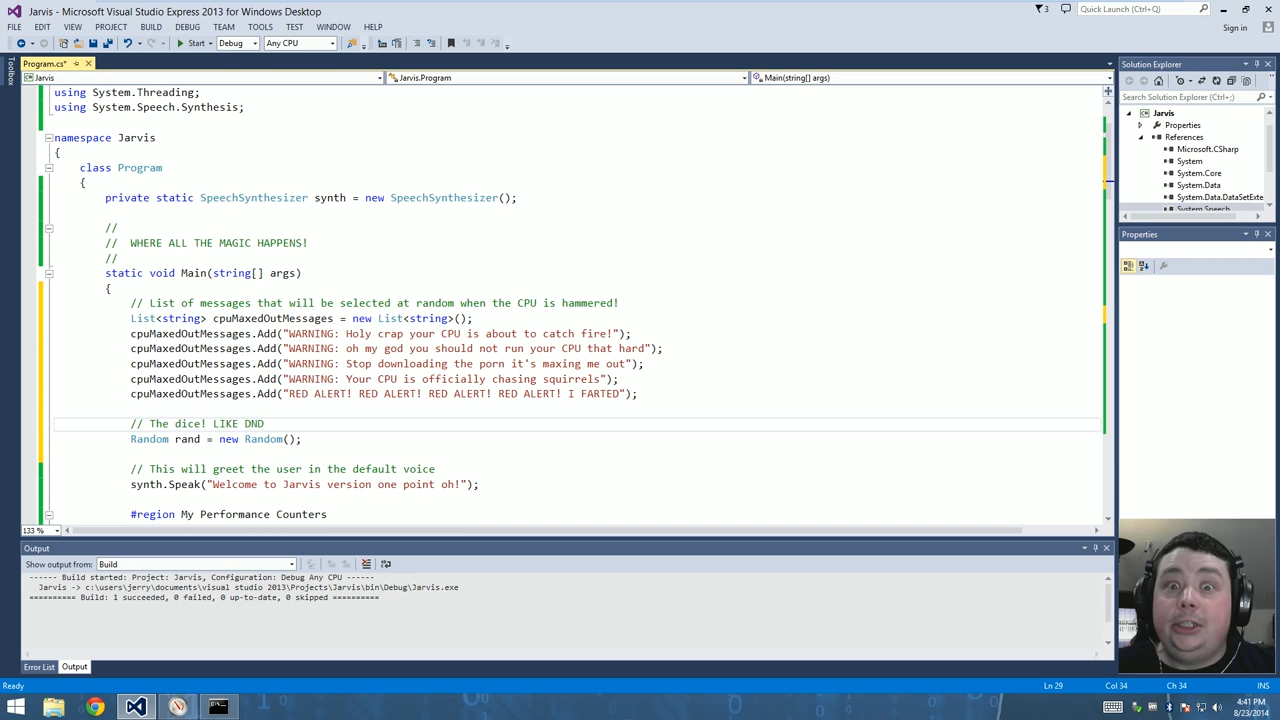 Jarvis - Microsoft Visual Studio Express 2013 for Windows Desktop
3
Quick Launch (Ctrl+Q)
FILE EDIT VIEW PROJECT BUILD DEBUG TEAM TOOLS TEST WINDOW HELP
Sign in
Start Debug Any CPU
Toolbox
Program.cs*
Jarvis
Jarvis.Program
Main(string[] args)
using System.Threading;
using System.Speech.Synthesis;
namespace Jarvis
{
class Program
{
private static SpeechSynthesizer synth = new SpeechSynthesizer();
//
// WHERE ALL THE MAGIC HAPPENS!
//
static void Main(string[] args)
{
// List of messages that will be selected at random when the CPU is hammered!
List<string> cpuMaxedOutMessages = new List<string>();
cpuMaxedOutMessages.Add("WARNING: Holy crap your CPU is about to catch fire!");
cpuMaxedOutMessages.Add("WARNING: oh my god you should not run your CPU that hard");
cpuMaxedOutMessages.Add("WARNING: Stop downloading the porn it's maxing me out");
cpuMaxedOutMessages.Add("WARNING: Your CPU is officially chasing squirrels");
cpuMaxedOutMessages.Add("RED ALERT! RED ALERT! RED ALERT! RED ALERT! I FARTED");
// The dice! LIKE DND
Random rand = new Random();
// This will greet the user in the default voice
synth.Speak("Welcome to Jarvis version one point oh!");
#region My Performance Counters
133 %
Output
Show output from: Build
------ Build started: Project: Jarvis, Configuration: Debug Any CPU ------
Jarvis -> c:\users\jerry\documents\visual studio 2013\Projects\Jarvis\bin\Debug\Jarvis.exe
========== Build: 1 succeeded, 0 failed, 0 up-to-date, 0 skipped ==========
Error List Output
Solution Explorer
Search Solution Explorer (Ctrl+;)
Jarvis
Properties
References
Microsoft.CSharp
System
System.Core
System.Data
System.Data.DataSetExte
System.Speech
Properties
Ready
Ln 29 Col 34 Ch 34 INS
4:41 PM
8/23/2014